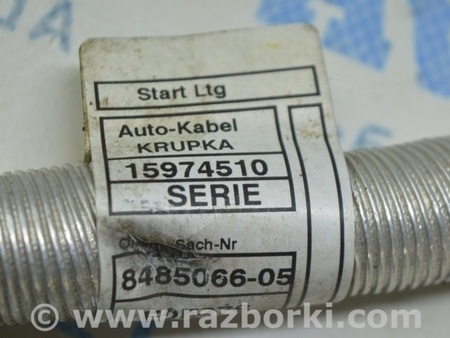 Start Ltg
Auto-Kabel
KRUPKA
15974510
SERIE
Sach-Nr
8485066-05
www.razborki.com